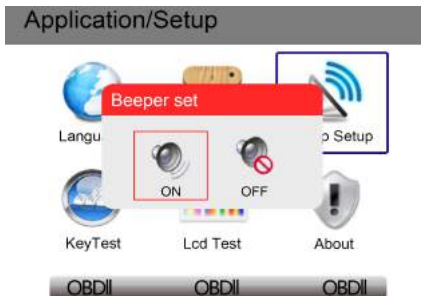 Application/Setup
Beeper set
Langu
p Setup
ON
OFF
KeyTest
Lcd Test
About
OBDII
OBDII
OBDII